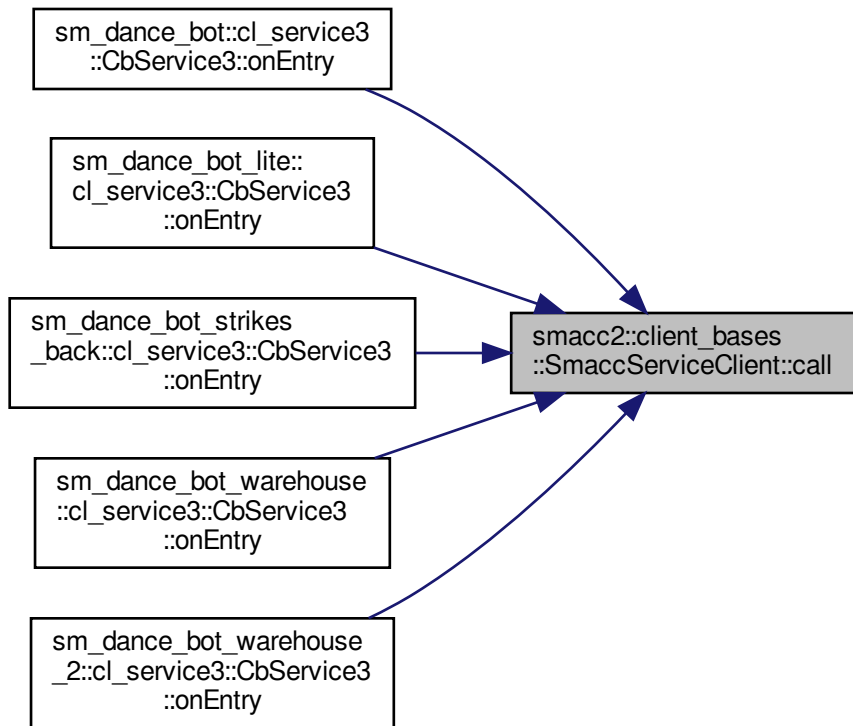 sm_dance_bot::cl_service3
::CbService3::onEntry
sm_dance_bot_lite::
cl_service3::CbService3
::onEntry
sm_dance_bot_strikes
_back::cl_service3::CbService3
::onEntry
smacc2::client_bases
::SmaccServiceClient::call
sm_dance_bot_warehouse
::cl_service3::CbService3
::onEntry
sm_dance_bot_warehouse
_2::cl_service3::CbService3
::onEntry